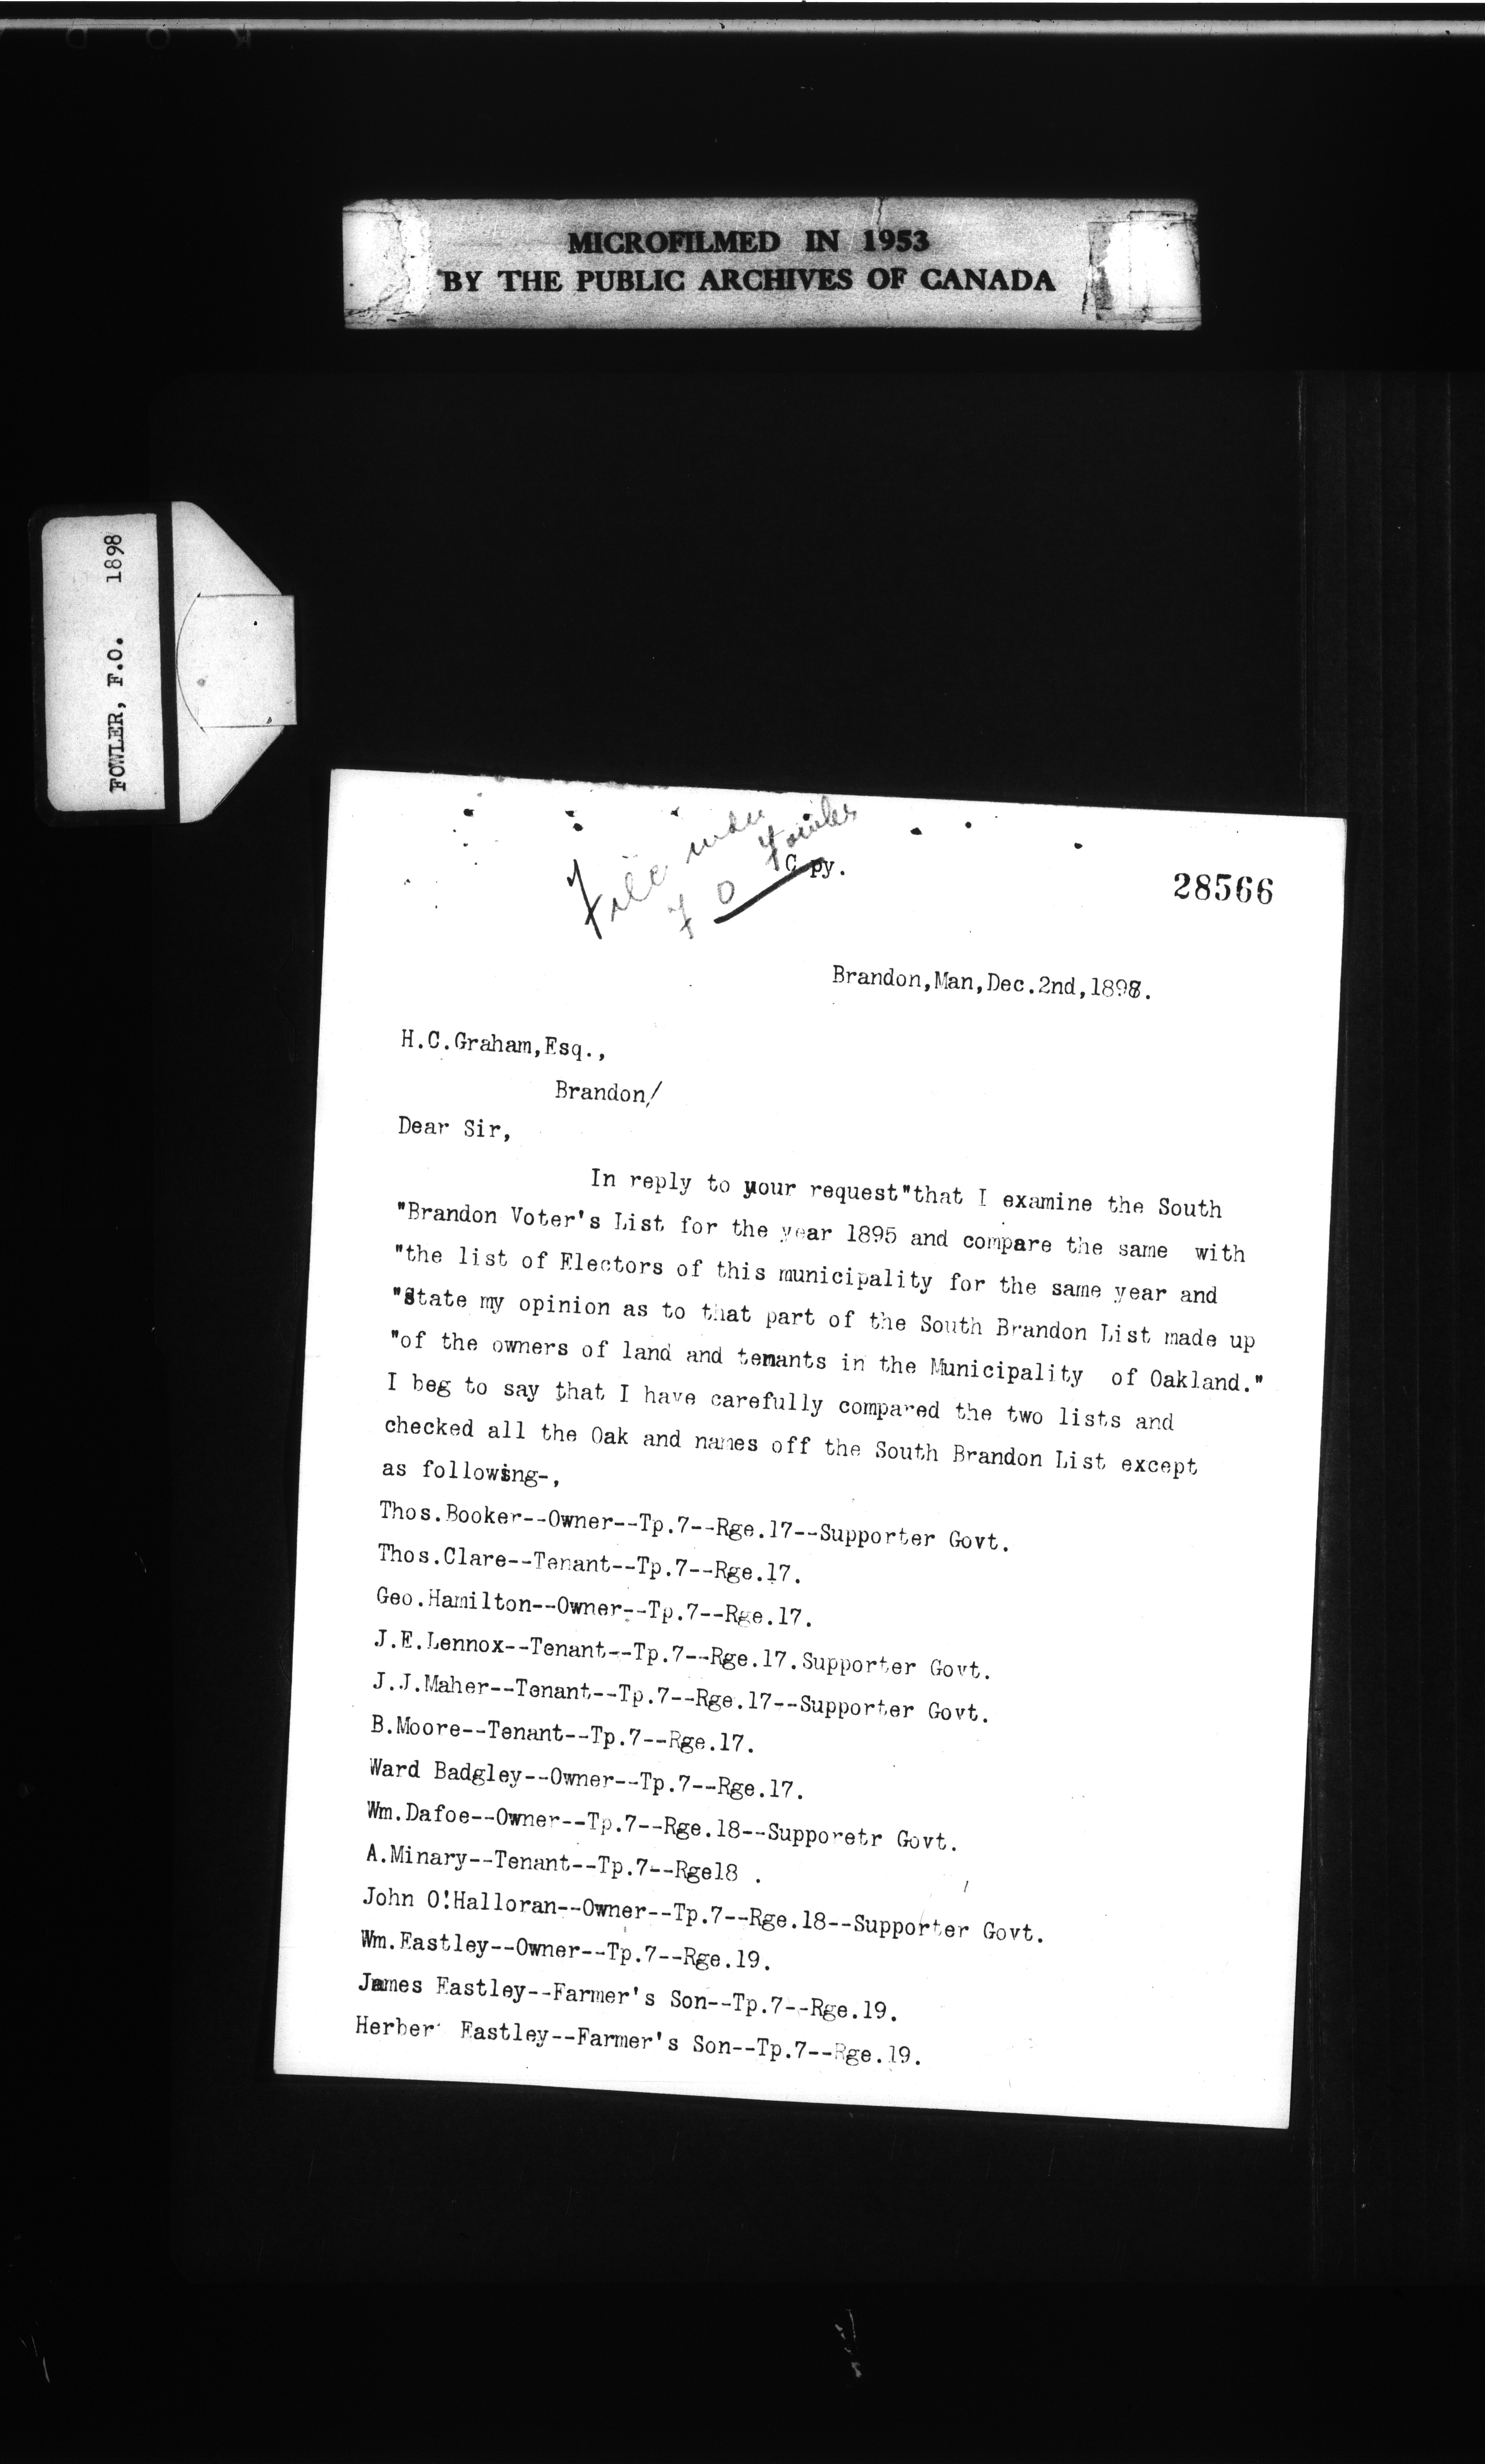 MICROFILMED IN 1953
BY THE PUBLIC ARCHIVES OF CANADA
FOWLER, F.O. 1898
File under
F O Fowler
C py.
28566
Brandon,Man,Dec.2nd,1898.
H.C.Graham,Esq.,
Brandon/
Dear Sir,
In reply to your request"that I examine the South
"Brandon Voter's List for the year 1895 and compare the same with
"the list of Electors of this municipality for the same year and
"State my opinion as to that part of the South Brandon List made up
"of the owners of land and temants in the Municipality of Oakland."
I beg to say that I have carefully compared the two lists and
checked all the Oak and names off the South Brandon List except
as following-,
Thos.Booker--Owner--Tp.7--Rge.17--Supporter Govt.
Thos.Clare--Tenant--Tp.7--Rge.17.
Geo.Hamilton--Owner--Tp.7--Rge.17.
J.E.Lennox--Tenant--Tp.7--Rge.17.Supporter Govt.
J.J.Maher--Tenant--Tp.7--Rge.17--Supporter Govt.
B.Moore--Tenant--Tp.7--Rge.17.
Ward Badgley--Owner--Tp.7--Rge.17.
Wm.Dafoe--Owner--Tp.7--Rge.18--Supporetr Govt.
A.Minary--Tenant--Tp.7--Rge18 .
John O!Halloran--Owner--Tp.7--Rge.18--Supporter Govt.
Wm.Eastley--Owner--Tp.7--Rge.19.
James Eastley--Farmer's Son--Tp.7--Rge.19.
Herber Eastley--Farmer's Son--Tp.7--Rge.19.